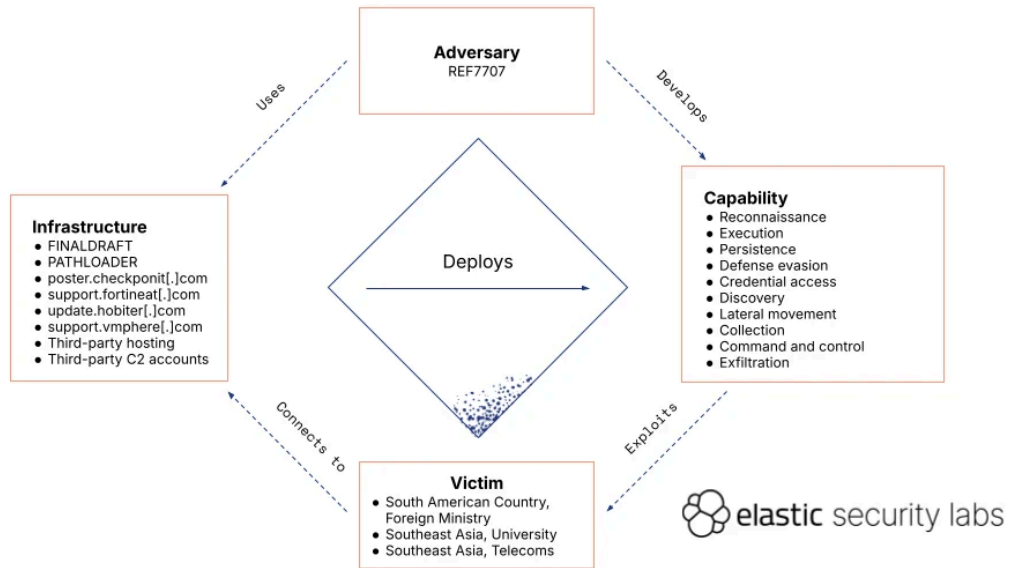 Adversary
REF7707
Uses
Develops
Infrastructure
● FINALDRAFT
● PATHLOADER
● poster.checkponit[.]com
● support.fortineat[.]com
● update.hobiter[.]com
● support.vmphere[.]com
● Third-party hosting
● Third-party C2 accounts
Deploys
Capability
● Reconnaissance
● Execution
● Persistence
● Defense evasion
● Credential access
● Discovery
● Lateral movement
● Collection
● Command and control
● Exfiltration
Connects to
Exploits
Victim
● South American Country,
Foreign Ministry
● Southeast Asia, University
● Southeast Asia, Telecoms
elastic security labs